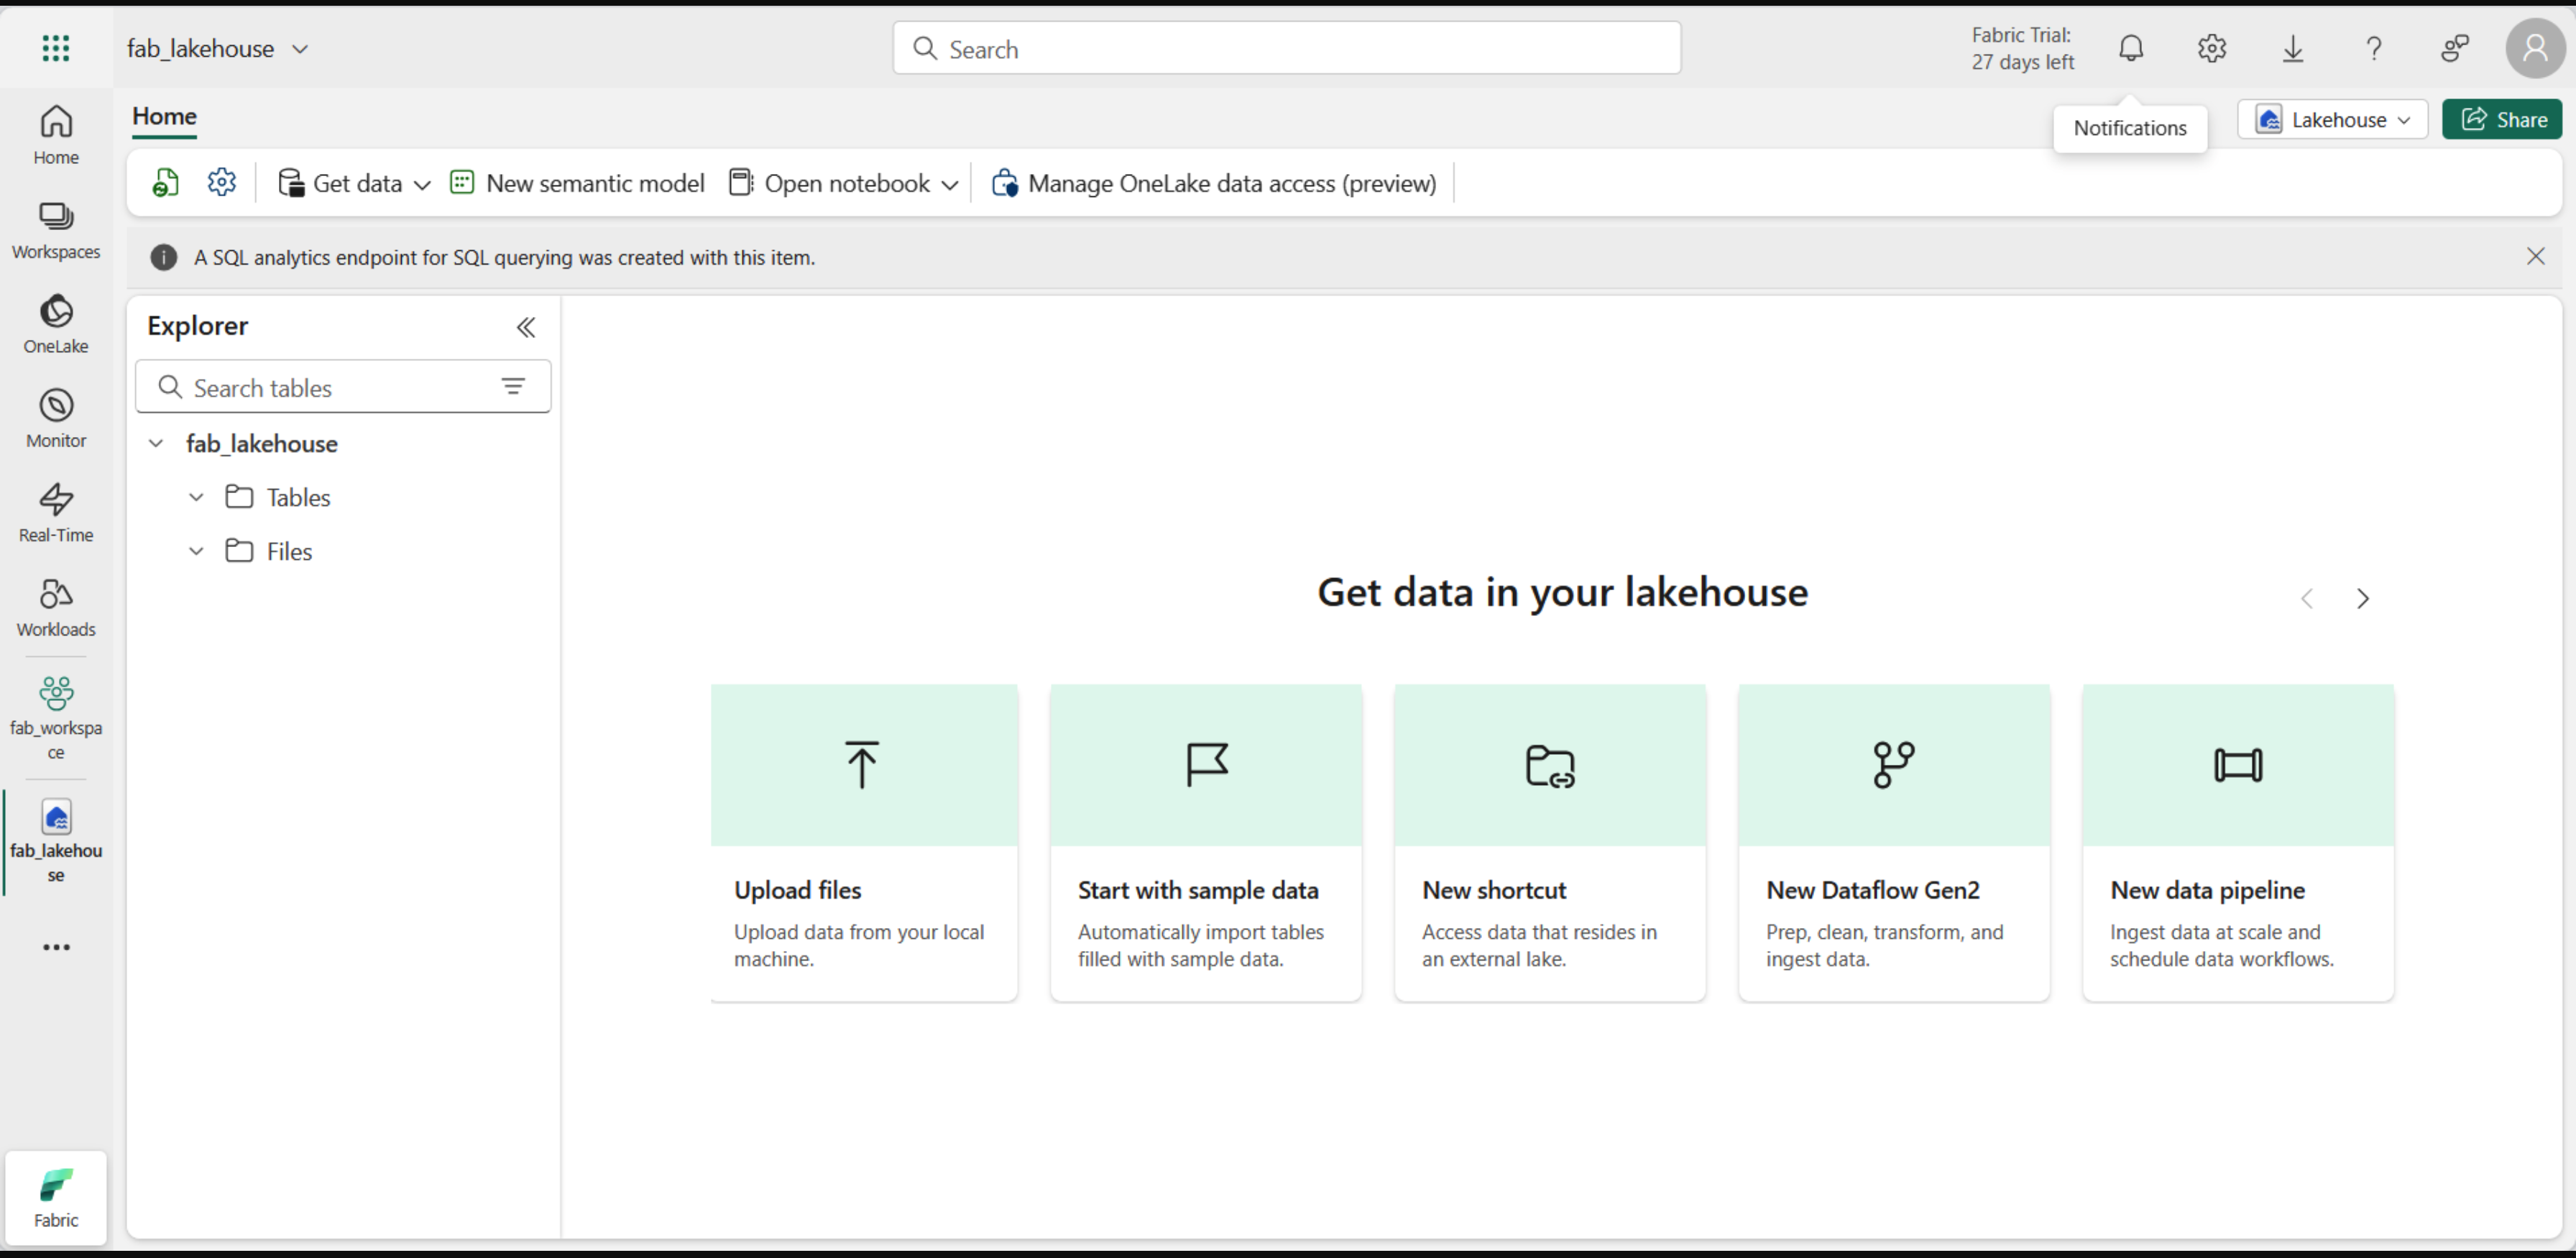 fab_lakehouse
Search
Fabric Trial:
27 days left
Home
Notifications
Lakehouse
Share
Get data
New semantic model
Open notebook
Manage OneLake data access (preview)
A SQL analytics endpoint for SQL querying was created with this item.
Home
Workspaces
OneLake
Monitor
Real-Time
Workloads
fab_workspa
ce
fab_lakehou
se
Fabric
Explorer
Search tables
fab_lakehouse
Tables
Files
Get data in your lakehouse
Upload files
Upload data from your local
machine.
Start with sample data
Automatically import tables
filled with sample data.
New shortcut
Access data that resides in
an external lake.
New Dataflow Gen2
Prep, clean, transform, and
ingest data.
New data pipeline
Ingest data at scale and
schedule data workflows.